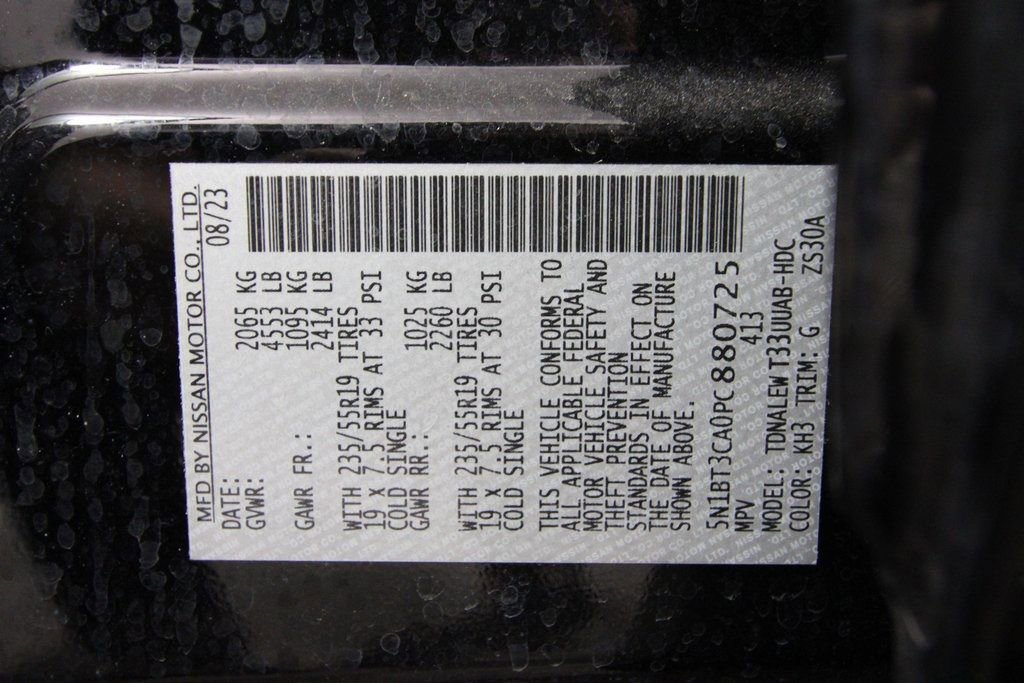 MFD BY NISSAN MOTOR CO., LTD.
DATE: 08/23
GVWR: 2065 KG
4553 LB
GAWR FR.: 1095 KG
2414 LB
WITH 235/55R19 TIRES
19 x 7.5 RIMS AT 33 PSI
COLD SINGLE
GAWR RR.: 1025 KG
2260 LB
WITH 235/55R19 TIRES
19 x 7.5 RIMS AT 30 PSI
COLD SINGLE
THIS VEHICLE CONFORMS TO
ALL APPLICABLE FEDERAL
MOTOR VEHICLE SAFETY AND
THEFT PREVENTION
STANDARDS IN EFFECT ON
THE DATE OF MANUFACTURE
SHOWN ABOVE.
5N1BT3CA0PC880725
MPV 413
MODEL: TDNALEW T33UUAB-HDC
COLOR: KH3 TRIM: G ZS30A